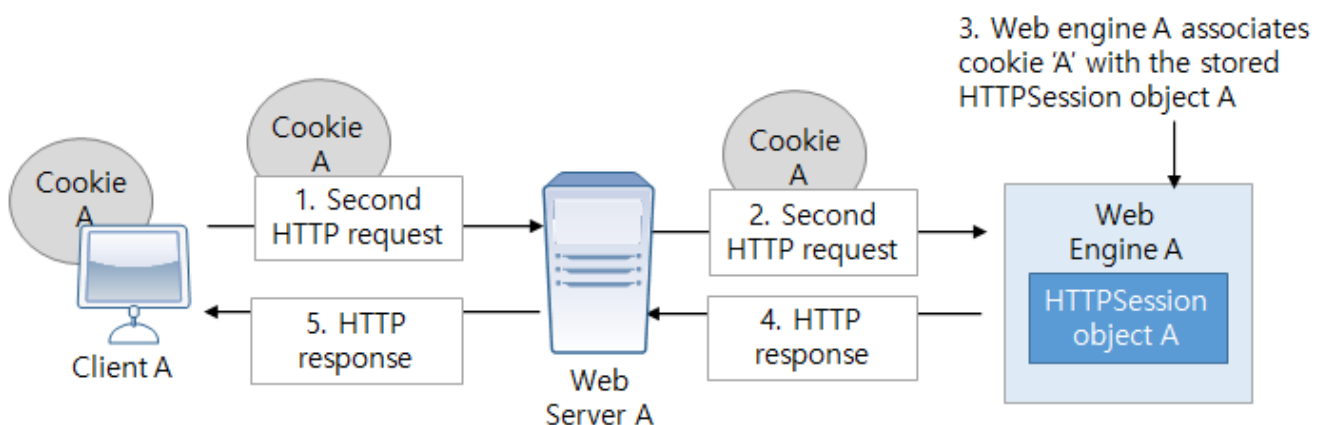 3. Web engine A associates
cookie 'A' with the stored
HTTPSession object A
Cookie
A
Cookie
A
Cookie
A
1. Second
HTTP request
2. Second
HTTP request
Web
Engine A
HTTPSession
object A
5. HTTP
response
4. HTTP
response
Client A
Web
Server A